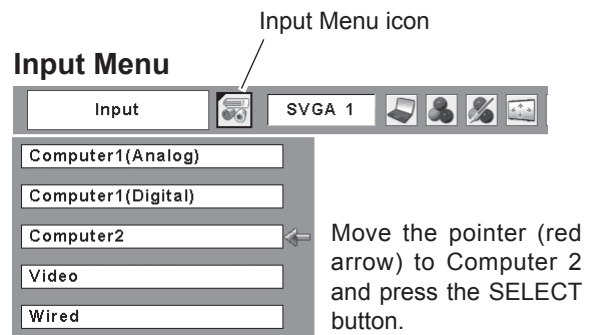 Input Menu icon
Input Menu
Input
SVGA 1
Computer1(Analog)
Computer1(Digital)
Computer2
Video
Wired
Move the pointer (red
arrow) to Computer 2
and press the SELECT
button.